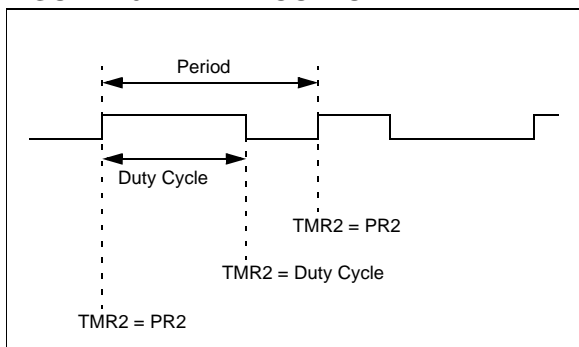 Period
Duty Cycle
TMR2 = PR2
TMR2 = Duty Cycle
TMR2 = PR2